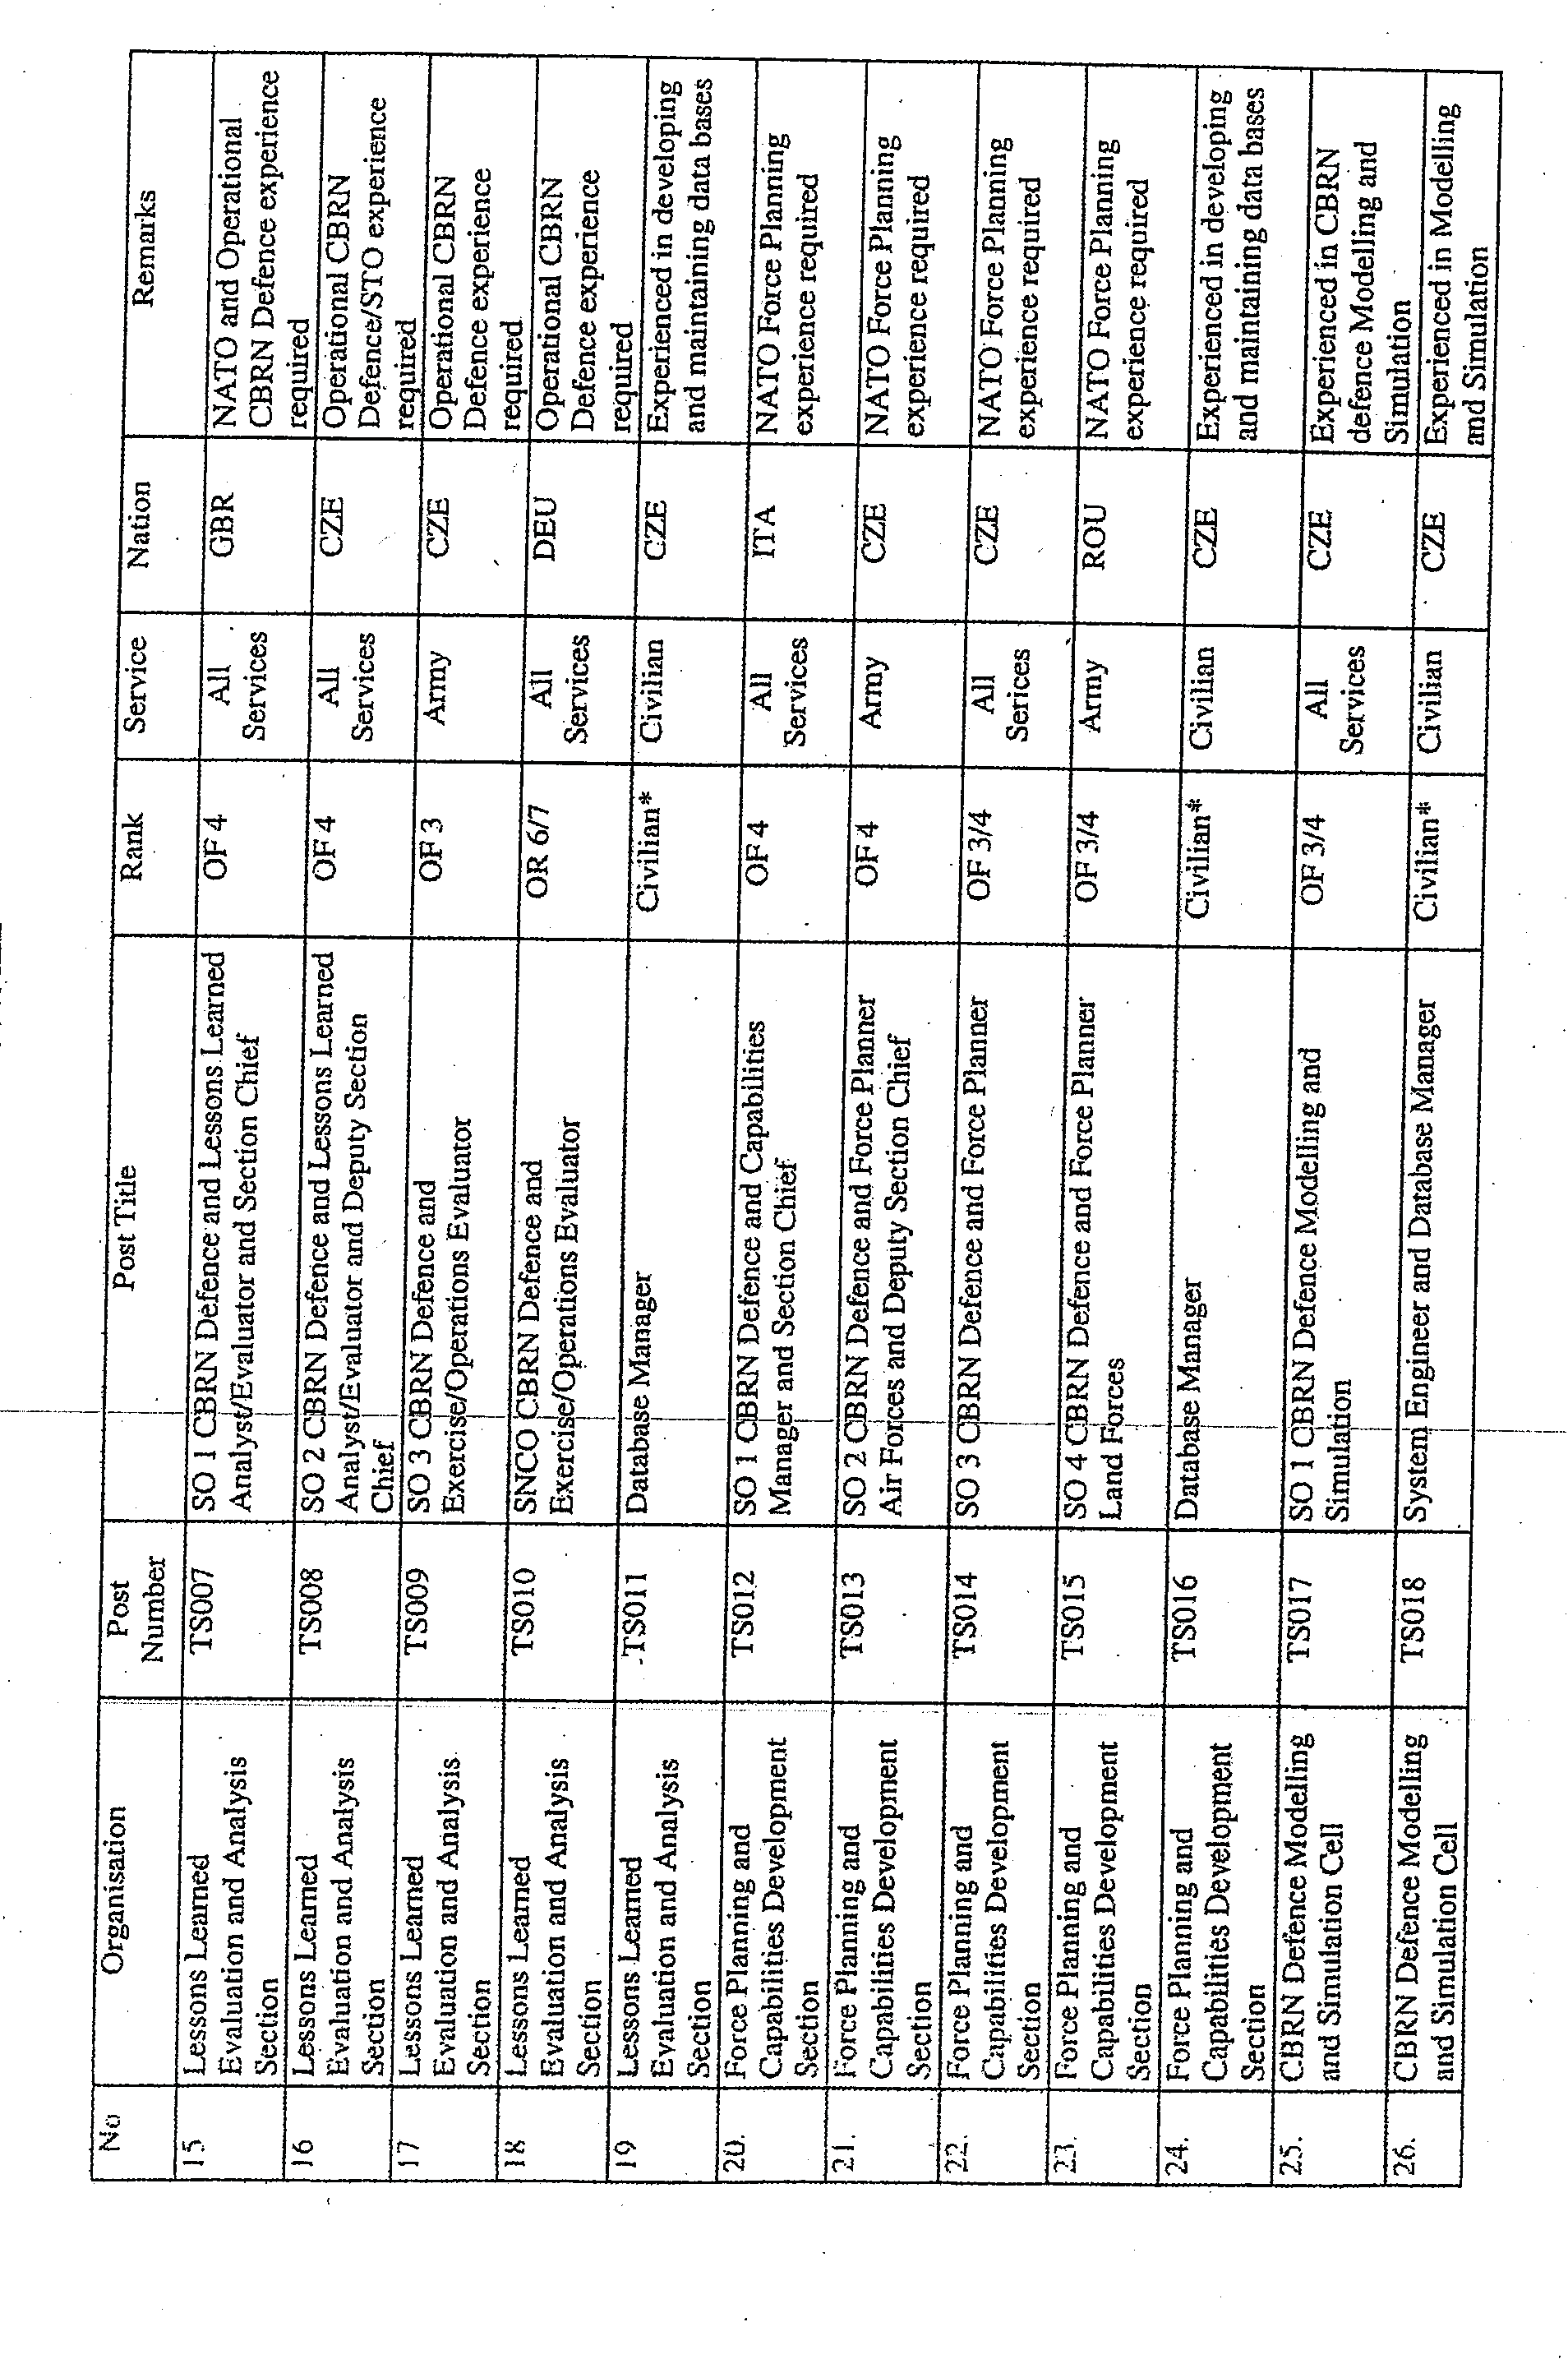 No
Organisation
Post
Number
Post Title
Rank
Service
Nation
Remarks
15
Lessons Learned
Evaluation and Analysis
Section
TS007
SO 1 CBRN Defence and Lessons Learned
Analyst/Evaluator and Section Chief
OF 4
All
Services
GBR
NATO and Operational
CBRN Defence experience
required
16
Lessons Learned
Evaluation and Analysis
Section
TS008
SO 2 CBRN Defence and Lessons Learned
Analyst/Evaluator and Deputy Section
Chief
OF 4
All
Services
CZE
Operational CBRN
Defence/STO experience
required
17
Lessons Learned
Evaluation and Analysis
Section
TS009
SO 3 CBRN Defence and
Exercise/Operations Evaluator
OF 3
Army
CZE
Operational CBRN
Defence experience
required
18
Lessons Learned
Evaluation and Analysis
Section
TS010
SNCO CBRN Defence and
Exercise/Operations Evaluator
OR 6/7
All
Services
DEU
Operational CBRN
Defence experience
required
19
Lessons Learned
Evaluation and Analysis
Section
TS011
Database Manager
Civilian*
Civilian
CZE
Experienced in developing
and maintaining data bases
20.
Force Planning and
Capabilities Development
Section
TS012
SO 1 CBRN Defence and Capabilities
Manager and Section Chief
OF 4
All
Services
ITA
NATO Force Planning
experience required
21.
Force Planning and
Capabilities Development
Section
TS013
SO 2 CBRN Defence and Force Planner
Air Forces and Deputy Section Chief
OF 4
Army
CZE
NATO Force Planning
experience required
22.
Force Planning and
Capabilities Development
Section
TS014
SO 3 CBRN Defence and Force Planner
OF 3/4
All
Serices
CZE
NATO Force Planning
experience required
23.
Force Planning and
Capabilities Development
Section
TS015
SO 4 CBRN Defence and Force Planner
Land Forces
OF 3/4
Army
ROU
NATO Force Planning
experience required
24.
Force Planning and
Capabilities Development
Section
TS016
Database Manager
Civilian*
Civilian
CZE
Experienced in developing
and maintaining data bases
25.
CBRN Defence Modelling
and Simulation Cell
TS017
SO 1 CBRN Defence Modelling and
Simulation
OF 3/4
All
Services
CZE
Experienced in CBRN
defence Modelling and
Simulation
26.
CBRN Defence Modelling
and Simulation Cell
TS018
System Engineer and Database Manager
Civilian*
Civilian
CZE
Experienced in Modelling
and Simulation